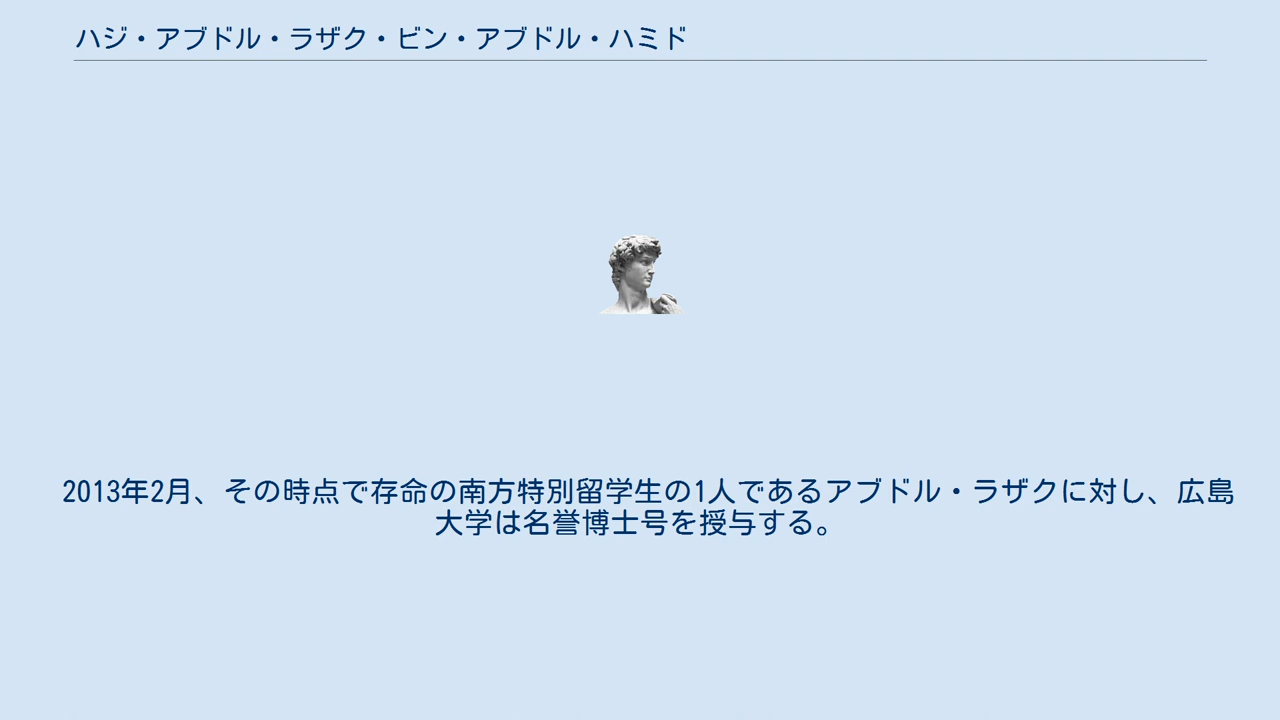 ハジ・アブドル・ラザク・ビン・アブドル・ハミド
2013年2月、その時点で存命の南方特別留学生の1人であるアブドル・ラザクに対し、広島
大学は名誉博士号を授与する。